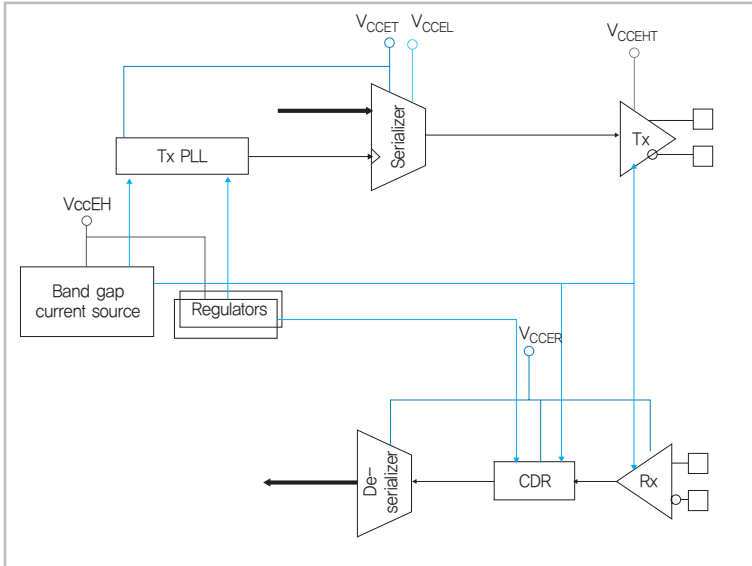 VCCET
VCCEL
VCCEHT
Serializer
Tx
Tx PLL
VccEH
Band gap
current source
Regulators
VCCER
De-
serializer
CDR
Rx